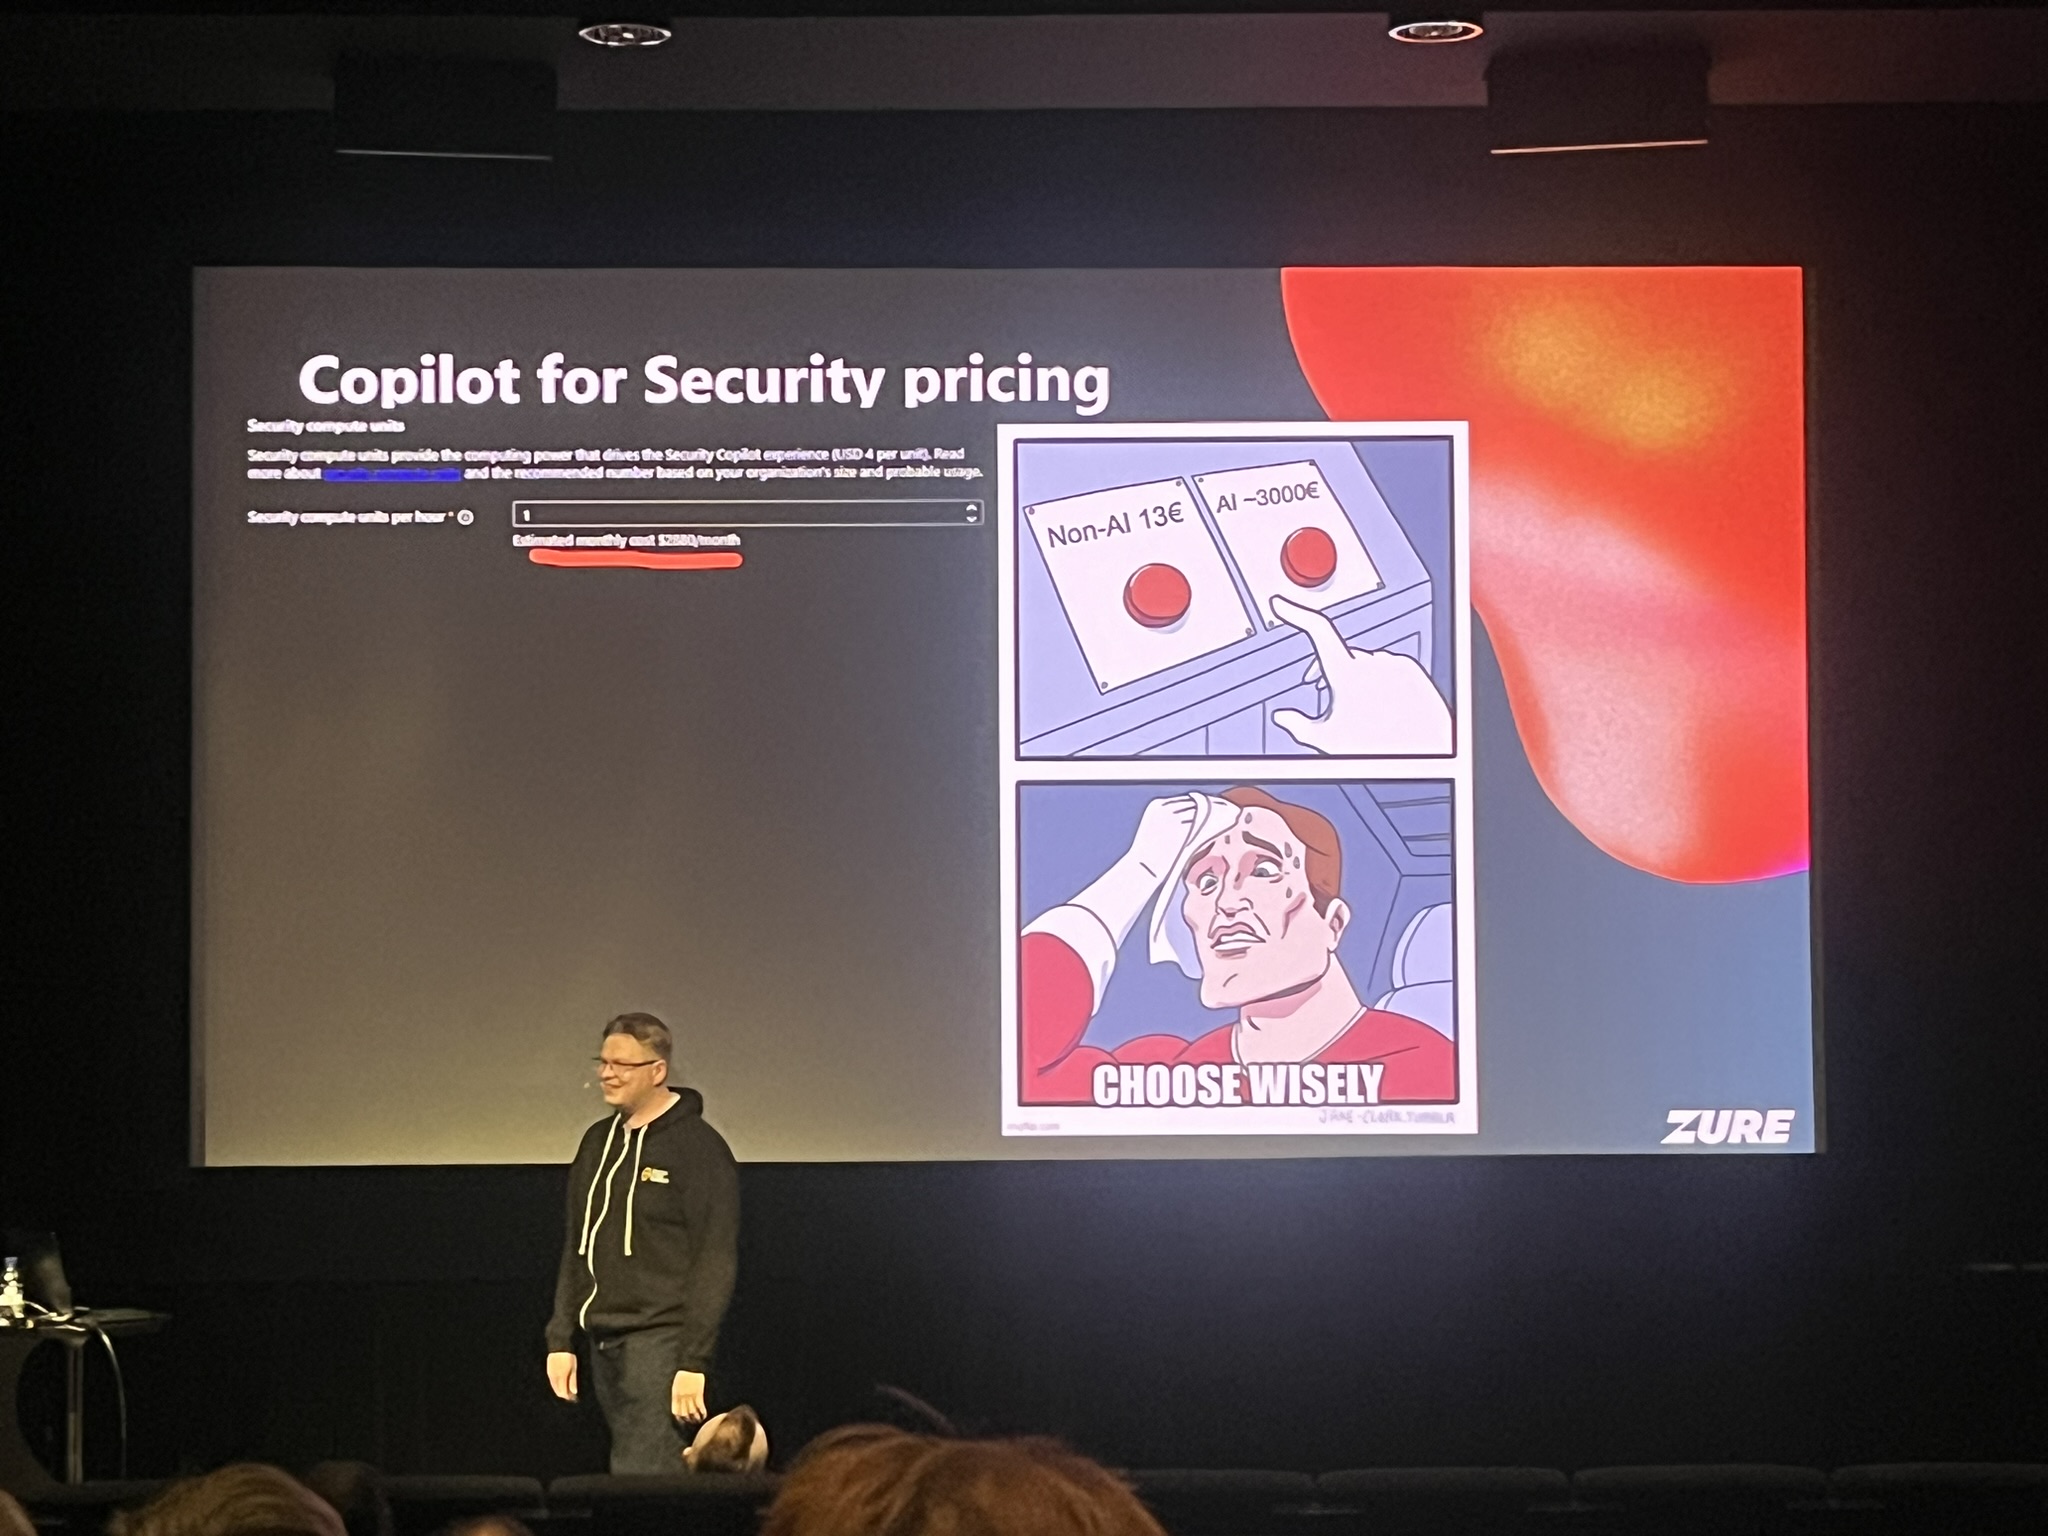 Copilot for Security pricing
Security compute units
Security compute units provide the computing power that drives the Security Copilot experience (USD 4 per unit). Read
more about and the recommended number based on your organization's size and probable usage.
Security compute units per hour *
1
Estimated monthly cost $2880/month
Non-AI 13€
AI ~3000€
CHOOSE WISELY
JAKE-CLARK.TUMBLR
imgflip.com
ZURE